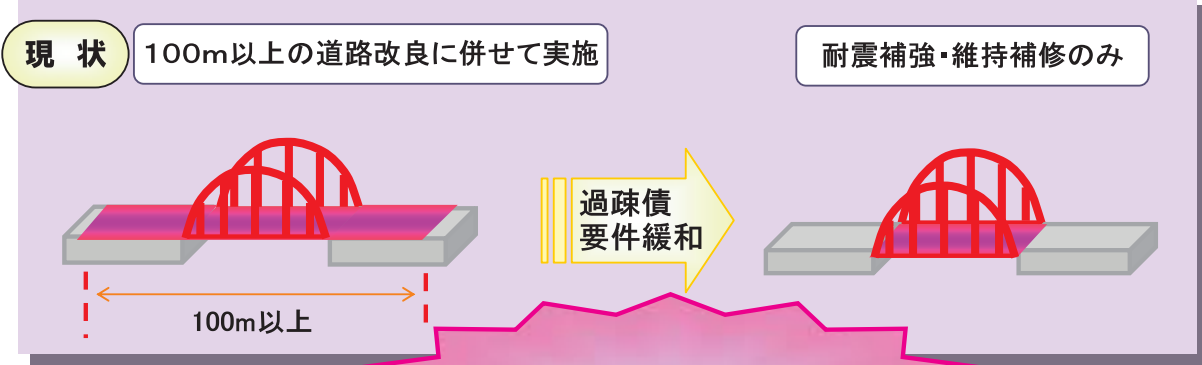 現 状
100m以上の道路改良に併せて実施
耐震補強・維持補修のみ
過疎債
要件緩和
100m以上